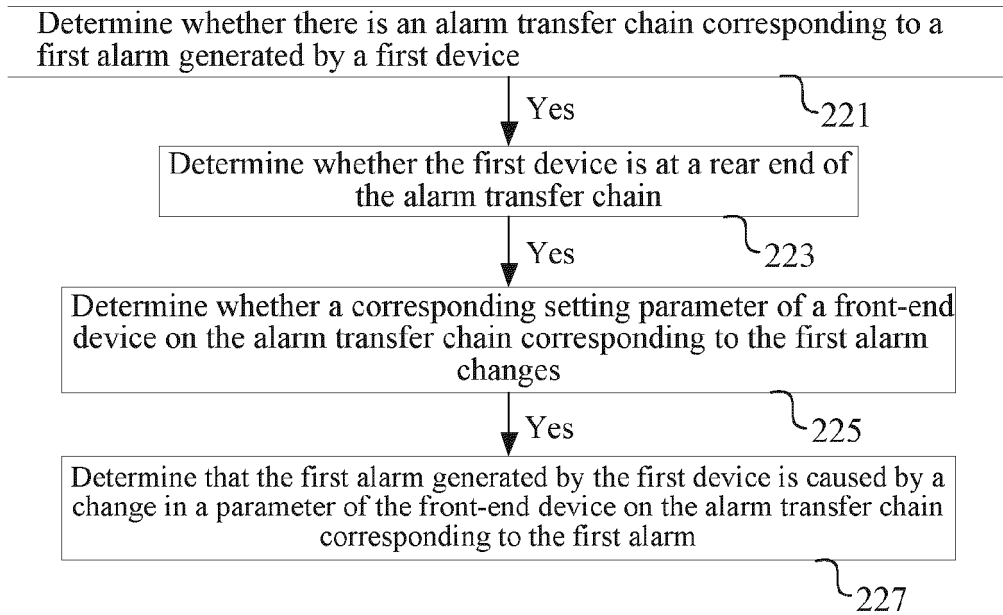 Determine whether there is an alarm transfer chain corresponding to a
first alarm generated by a first device
221
Yes
Determine whether the first device is at a rear end of
the alarm transfer chain
223
Yes
Determine whether a corresponding setting parameter of a front-end
device on the alarm transfer chain corresponding to the first alarm
changes
225
Yes
Determine that the first alarm generated by the first device is caused by a
change in a parameter of the front-end device on the alarm transfer chain
corresponding to the first alarm
227